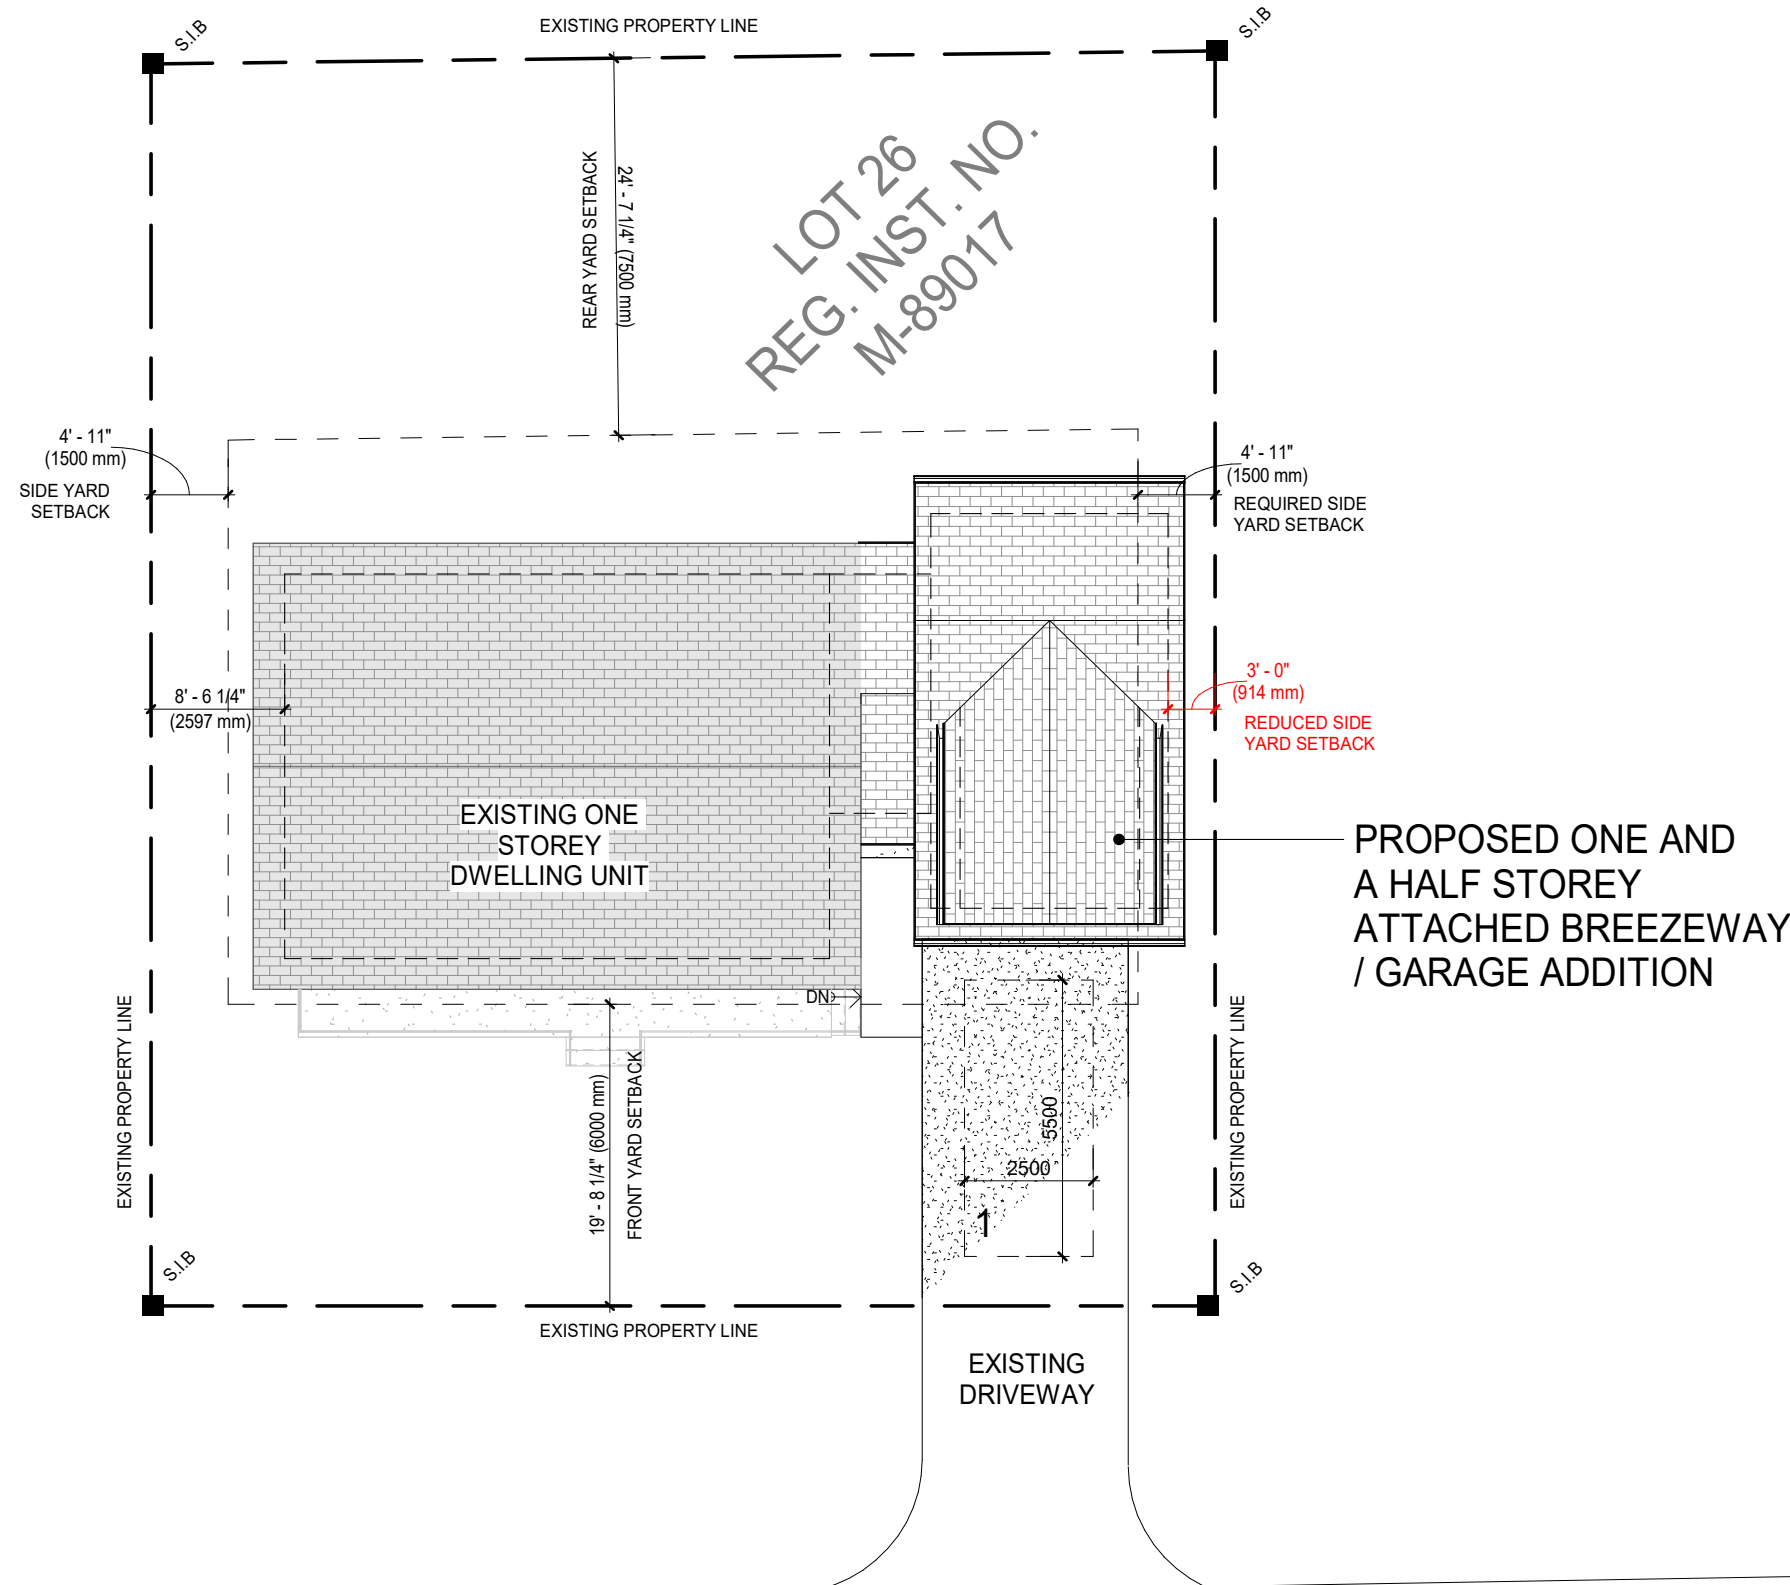 S.I.B
EXISTING PROPERTY LINE
S.I.B
REAR YARD SETBACK
24' - 7 1/4" (7500 mm)
LOT 26
REG. INST. NO.
M-89017
4' - 11"
(1500 mm)
SIDE YARD
SETBACK
4' - 11"
(1500 mm)
REQUIRED SIDE
YARD SETBACK
8' - 6 1/4"
(2597 mm)
3' - 0"
(914 mm)
REDUCED SIDE
YARD SETBACK
EXISTING ONE
STOREY
DWELLING UNIT
PROPOSED ONE AND
A HALF STOREY
ATTACHED BREEZEWAY
/ GARAGE ADDITION
DN
EXISTING PROPERTY LINE
19' - 8 1/4" (6000 mm)
FRONT YARD SETBACK
5500
2500
1
EXISTING PROPERTY LINE
S.I.B
S.I.B
EXISTING PROPERTY LINE
EXISTING
DRIVEWAY